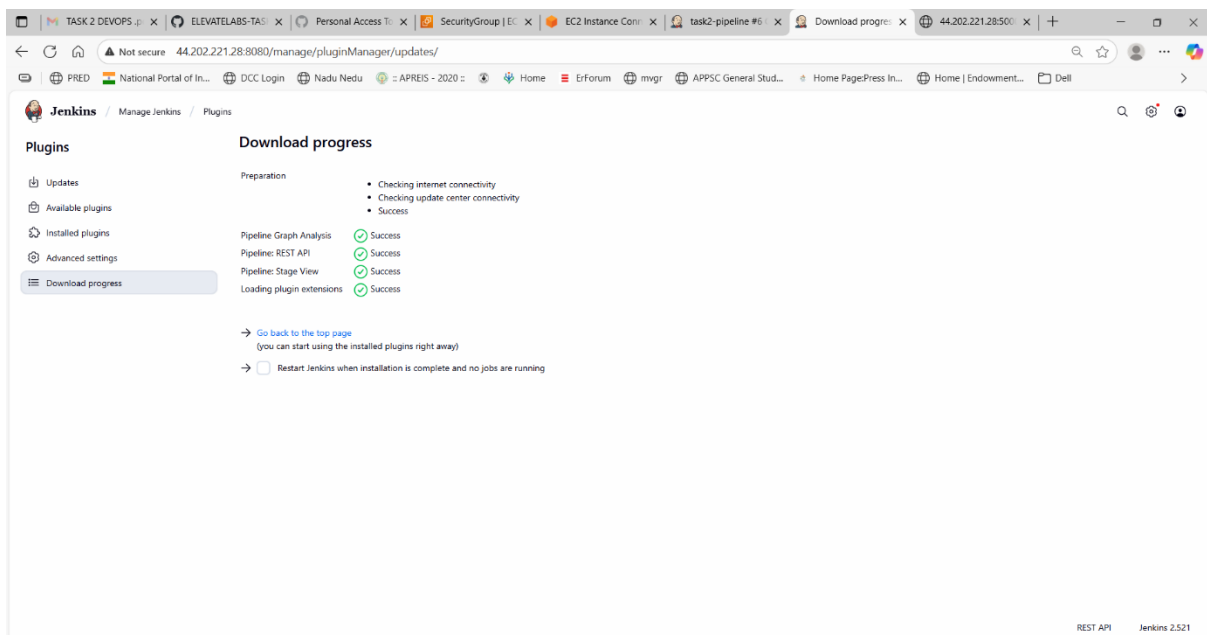 TASK 2 DEVOPS .p
ELEVATELABS-TAS
Personal Access To
SecurityGroup | EC
EC2 Instance Conn
task2-pipeline #6
Download progres
44.202.221.28:500
Not secure 44.202.221.28:8080/manage/pluginManager/updates/
PRED
National Portal of In...
DCC Login
Nadu Nedu
:: APREIS - 2020 ::
Home
ErForum
mvgr
APPSC General Stud...
Home Page:Press In...
Home | Endowment...
Dell
Jenkins / Manage Jenkins / Plugins
Plugins
Updates
Available plugins
Installed plugins
Advanced settings
Download progress
Download progress
Preparation
• Checking internet connectivity
• Checking update center connectivity
• Success
Pipeline Graph Analysis Success
Pipeline: REST API Success
Pipeline: Stage View Success
Loading plugin extensions Success
→ Go back to the top page
(you can start using the installed plugins right away)
→ Restart Jenkins when installation is complete and no jobs are running
REST API Jenkins 2.521